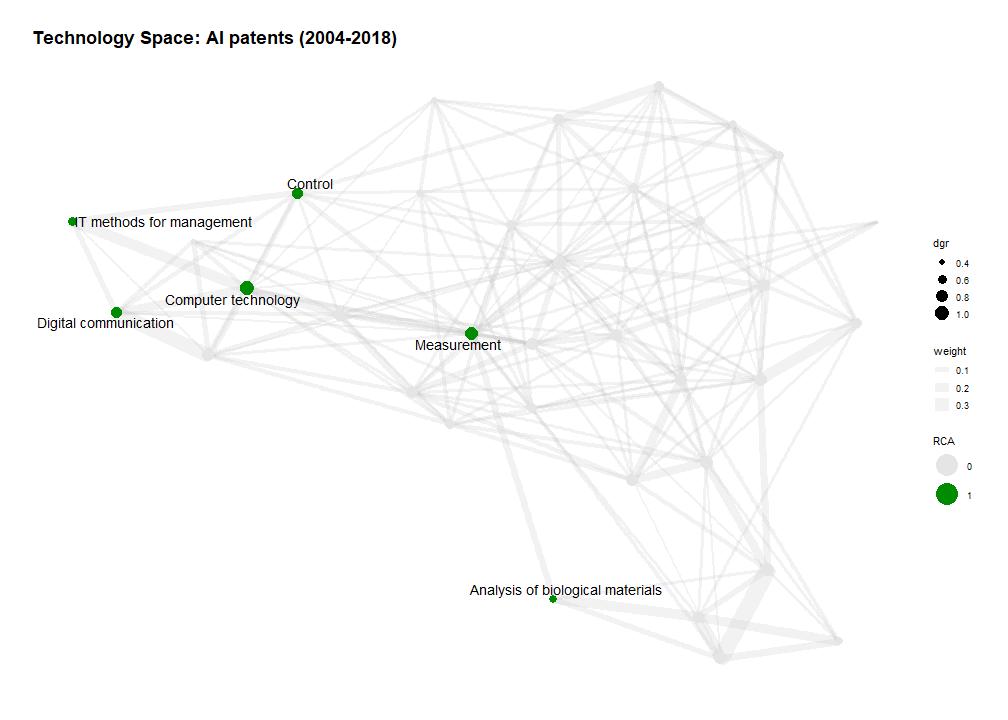 Technology Space: AI patents (2004-2018)
Control
IT methods for management
Computer technology
Digital communication
Measurement
Analysis of biological materials
dgr
0.4
0.6
0.8
1.0
weight
0.1
0.2
0.3
RCA
0
1